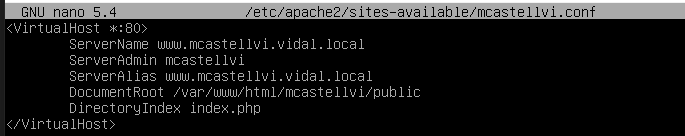 GNU nano 5.4 /etc/apache2/sites-available/mcastellvi.conf
<VirtualHost *:80>
ServerName www.mcastellvi.vidal.local
ServerAdmin mcastellvi
ServerAlias www.mcastellvi.vidal.local
DocumentRoot /var/www/html/mcastellvi/public
DirectoryIndex index.php
</VirtualHost>